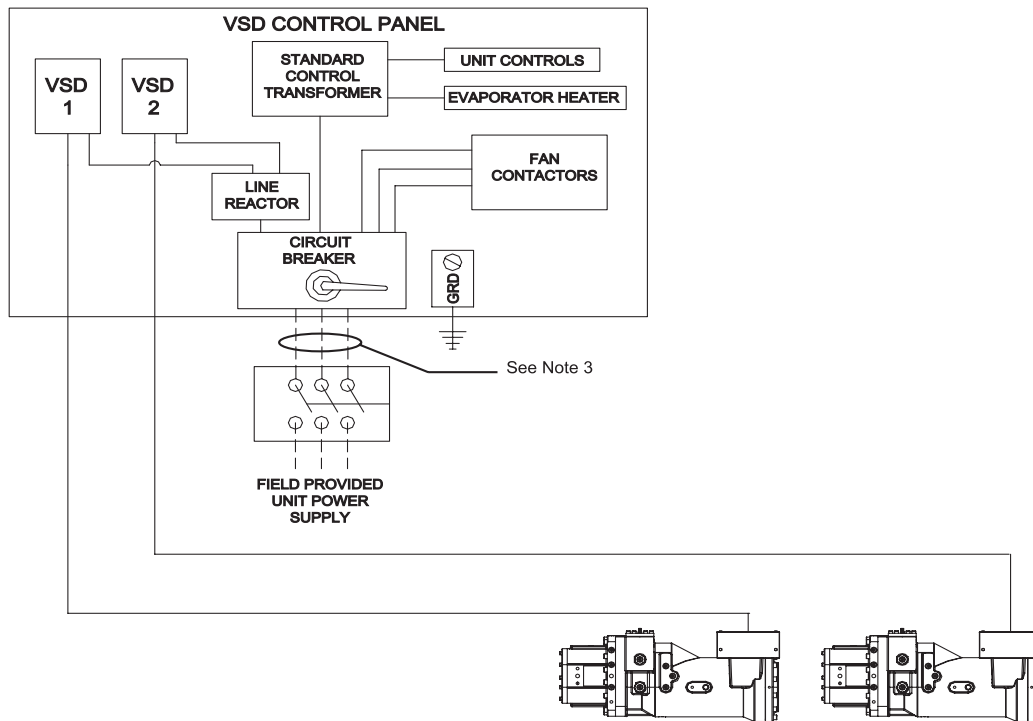 VSD CONTROL PANEL
VSD
1
VSD
2
STANDARD
CONTROL
TRANSFORMER
UNIT CONTROLS
EVAPORATOR HEATER
FAN
CONTACTORS
LINE
REACTOR
CIRCUIT
BREAKER
GRD
See Note 3
FIELD PROVIDED
UNIT POWER
SUPPLY